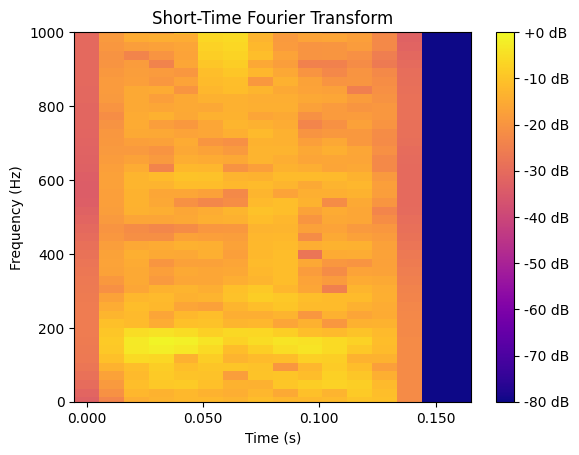 Short-Time Fourier Transform
1000
800
600
400
200
0
Frequency (Hz)
0.000
0.050
0.100
0.150
Time (s)
+0 dB
-10 dB
-20 dB
-30 dB
-40 dB
-50 dB
-60 dB
-70 dB
-80 dB